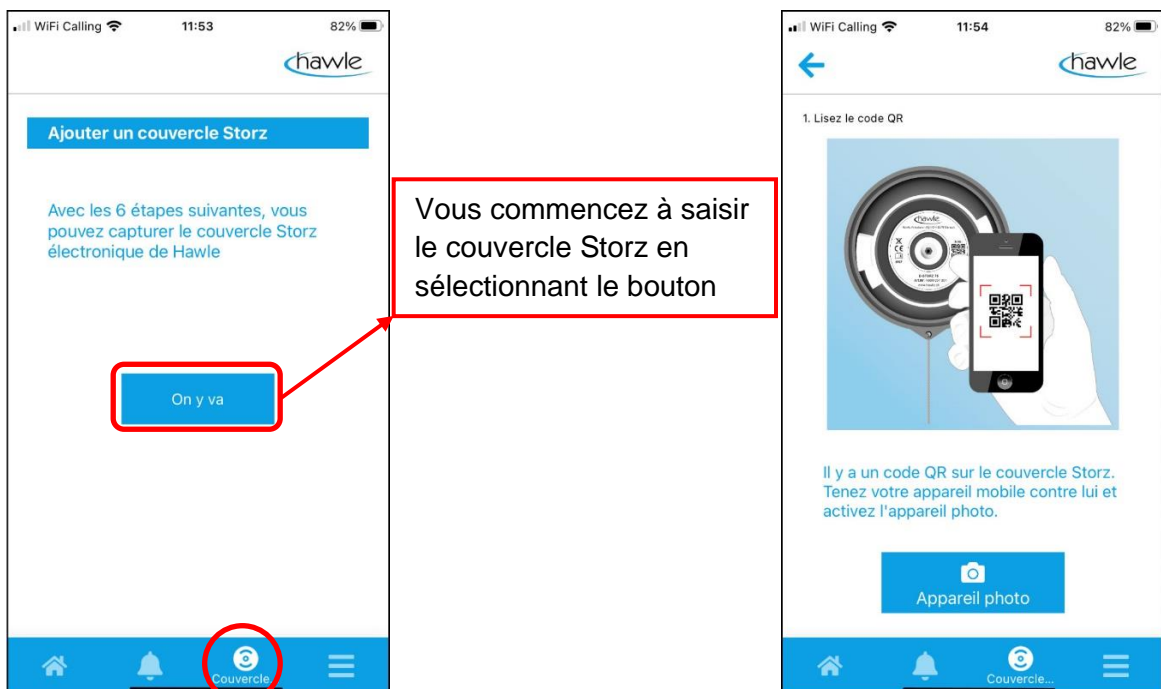 WiFi Calling 11:53 82%
hawle
Ajouter un couvercle Storz
Avec les 6 étapes suivantes, vous
pouvez capturer le couvercle Storz
électronique de Hawle
On y va
Couvercle...
Vous commencez à saisir
le couvercle Storz en
sélectionnant le bouton
WiFi Calling 11:54 82%
hawle
1. Lisez le code QR
hawle
Il y a un code QR sur le couvercle Storz.
Tenez votre appareil mobile contre lui et
activez l'appareil photo.
Appareil photo
Couvercle...